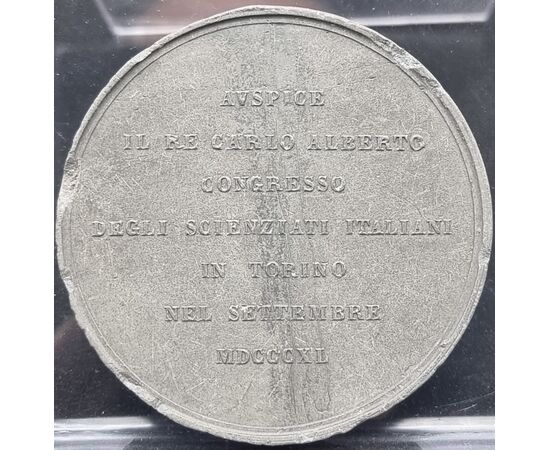 AVSPICE
IL RE CARLO ALBERTO
CONGRESSO
DEGLI SCIENZIATI ITALIANI
IN TORINO
NEL SETTEMBRE
MDCCCXL